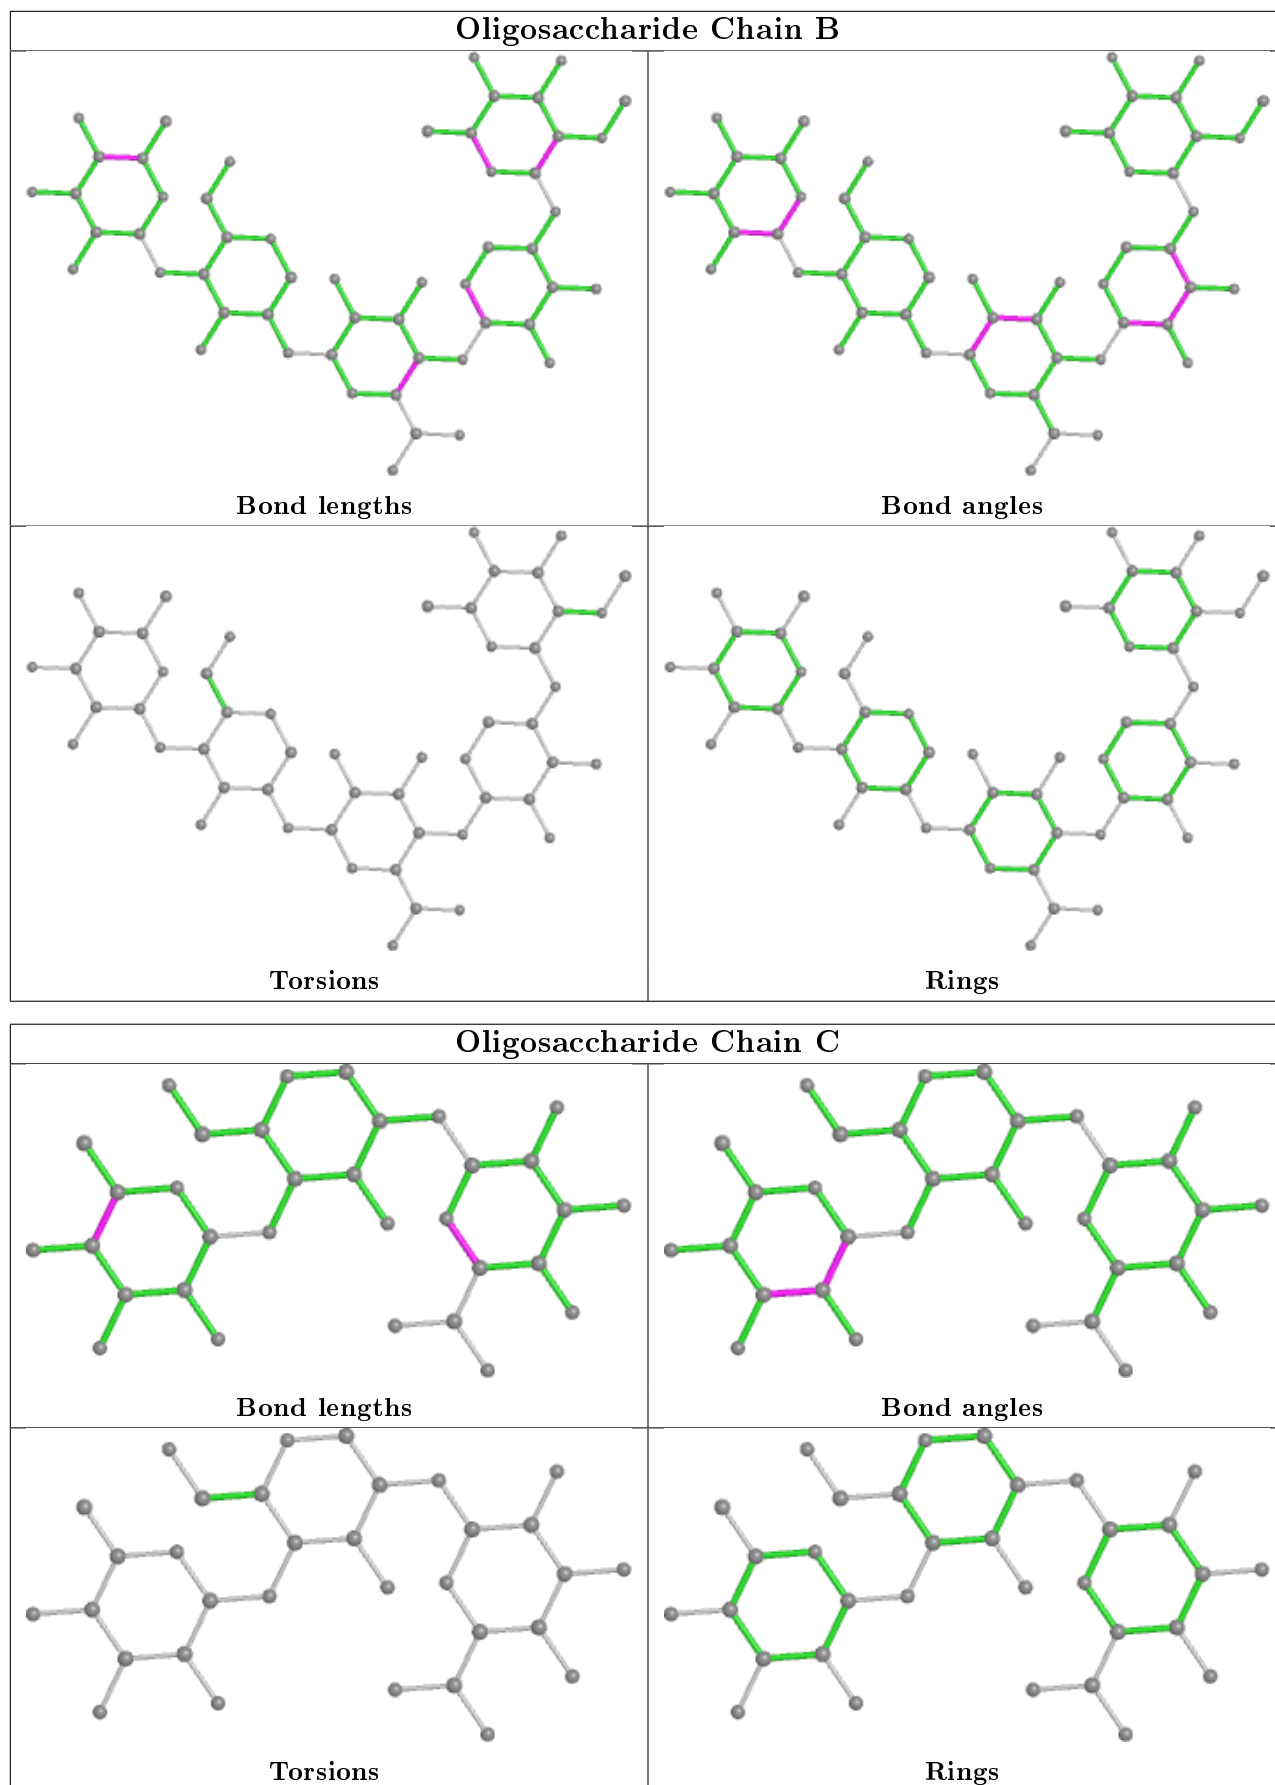 Oligosaccharide Chain B
Bond lengths
Bond angles
Torsions
Rings
Oligosaccharide Chain C
Bond lengths
Bond angles
Torsions
Rings